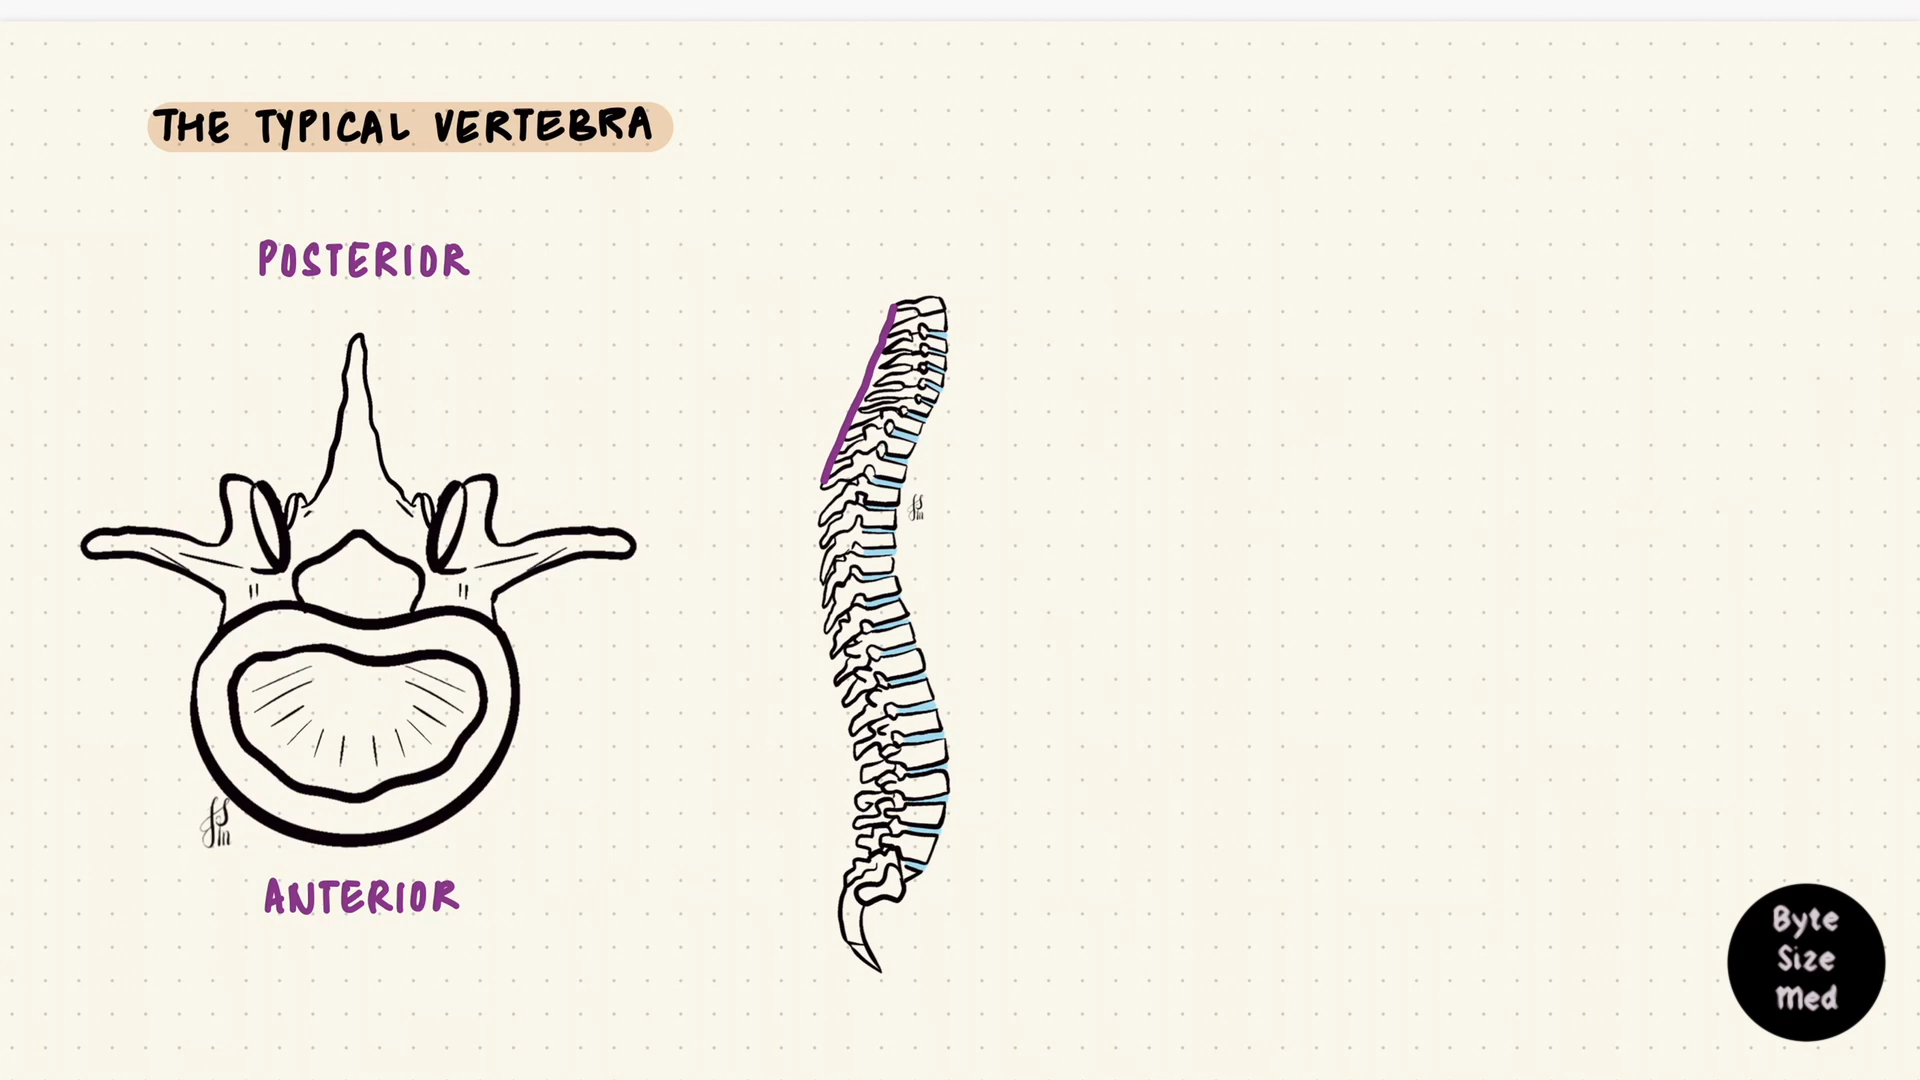 THE TYPICAL VERTEBRA
POSTERIOR
ANTERIOR
Byte
Size
Med